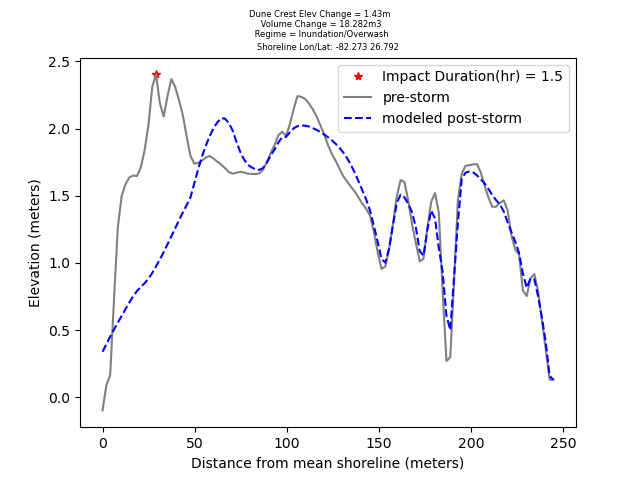 Dune Crest Elev Change = 1.43m
Volume Change = 18.282m3
Regime = Inundation/Overwash
Shoreline Lon/Lat: -82.273 26.792
Impact Duration(hr) = 1.5
pre-storm
modeled post-storm
Elevation (meters)
2.5
2.0
1.5
1.0
0.5
0.0
0 50 100 150 200 250
Distance from mean shoreline (meters)